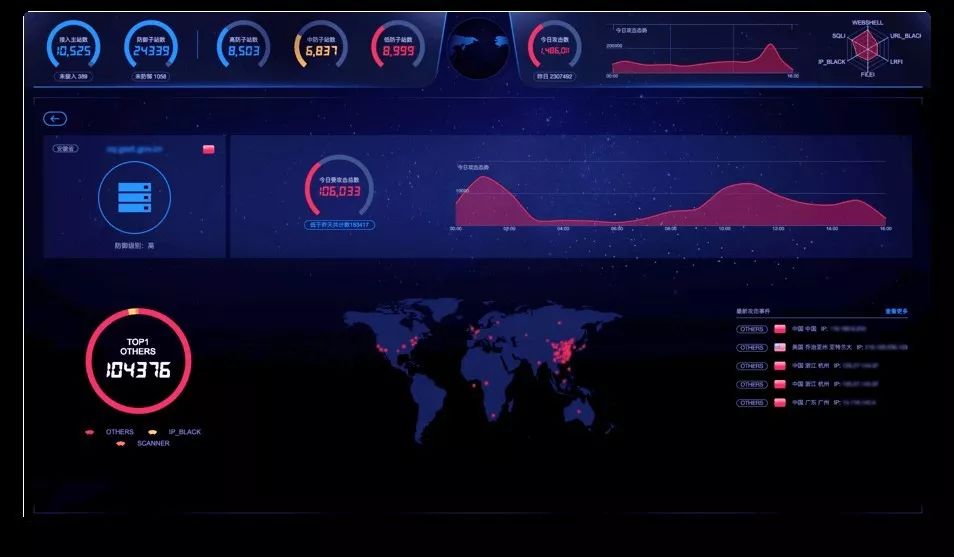 接入主站数
10,525
未接入 389
防御子站数
24339
未防御 1058
高防子站数
8,503
中防子站数
6,837
低防子站数
8,999
今日攻击数
1,486,011
昨日 2307492
今日攻击态势
200000
00:00
16:00
WEBSHELL
SQLI
URL_BLACK
IP_BLACK
LRFI
FILEI
安徽省
防御级别：高
今日受攻击总数
106,033
低于昨天共计数183417
今日攻击态势
10000
00:00 02:00 04:00 06:00 08:00 10:00 12:00 14:00 16:00
TOP1
OTHERS
104376
OTHERS
IP_BLACK
SCANNER
最新攻击事件
查看更多
OTHERS 中国 中国 IP:
OTHERS 美国 乔治亚州 亚特兰大 IP:
OTHERS 中国 浙江 杭州 IP:
OTHERS 中国 浙江 杭州 IP:
OTHERS 中国 广东 广州 IP: